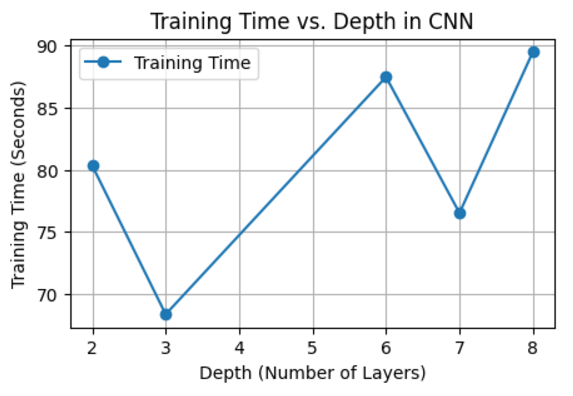 Training Time vs. Depth in CNN
Training Time
Training Time (Seconds)
90
85
80
75
70
2 3 4 5 6 7 8
Depth (Number of Layers)